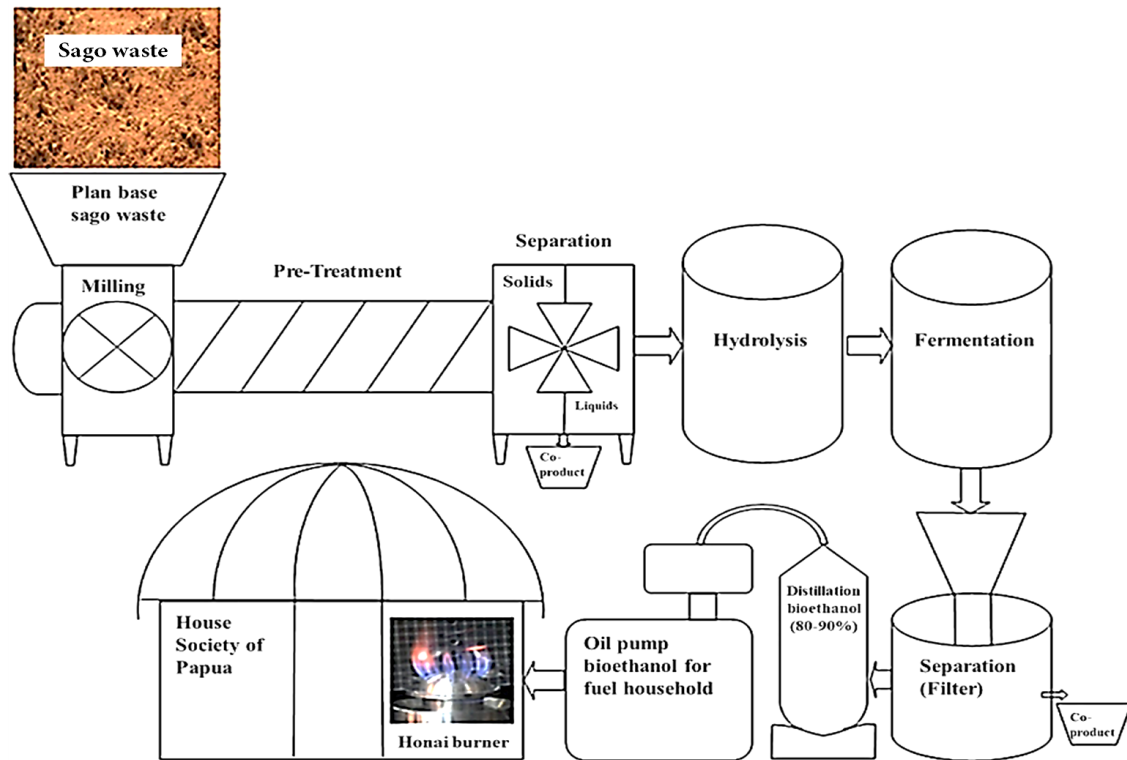 Sago waste
Plan base
sago waste
Milling
Pre-Treatment
Separation
Solids
Liquids
Co-
product
Hydrolysis
Fermentation
Separation
(Filter)
Co-
product
Distillation
bioethanol
(80-90%)
Oil pump
bioethanol for
fuel household
House
Society of
Papua
Honai burner